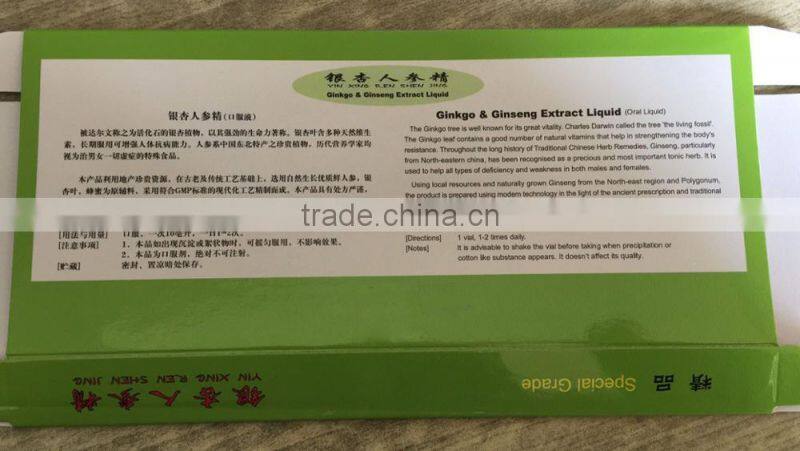 银杏人参精
YIN XING REN SHEN JING
Ginkgo & Ginseng Extract Liquid
银杏人参精(口服液)
被达尔文称之为活化石的银杏植物，以其强劲的生命力著称。银杏叶含多种天然维生
素，长期服用可增强人体抗病能力。人参系中国东北特产之珍贵植物，历代营养学家均
视为治男女一切虚症的特殊食品。
本产品利用地产珍贵资源，在古老及传统工艺基础上，选用自然生长优质鲜人参，银
杏叶，蜂蜜为原辅料，采用符合GMP标准的现代化工艺精制而成。本产品具有处方严谨，
[用法与用量] 口服，一次10毫升，一日1-2次。
[注意事项] 1．本品如出现沉淀或絮状物时，可摇匀服用，不影响效果。
2．本品为口服剂，绝对不可注射。
[贮藏] 密封、置凉暗处保存。
Ginkgo & Ginseng Extract Liquid (Oral Liquid)
The Ginkgo tree is well known for its great vitality. Charles Darwin called the tree 'the living fossil'.
The Ginkgo leaf contains a good number of natural vitamins that help in strengthening the body's
resistance. Throughout the long history of Traditional Chinese Herb Remedies, Ginseng, particularly
from North-eastern china, has been recognised as a precious and most important tonic herb. It is
used to help all types of deficiency and weakness in both males and females.
Using local resources and naturally grown Ginseng from the North-east region and Polygonum,
the product is prepared using modern technology in the light of the ancient prescription and traditional
[Directions] 1 vial, 1-2 times daily.
[Notes] It is adviseable to shake the vial before taking when precipitation or
cotton like substance appears. It doesn't affect its quality.
trade.china.cn
银杏人参精
YIN XING REN SHEN JING
精品
Special Grade